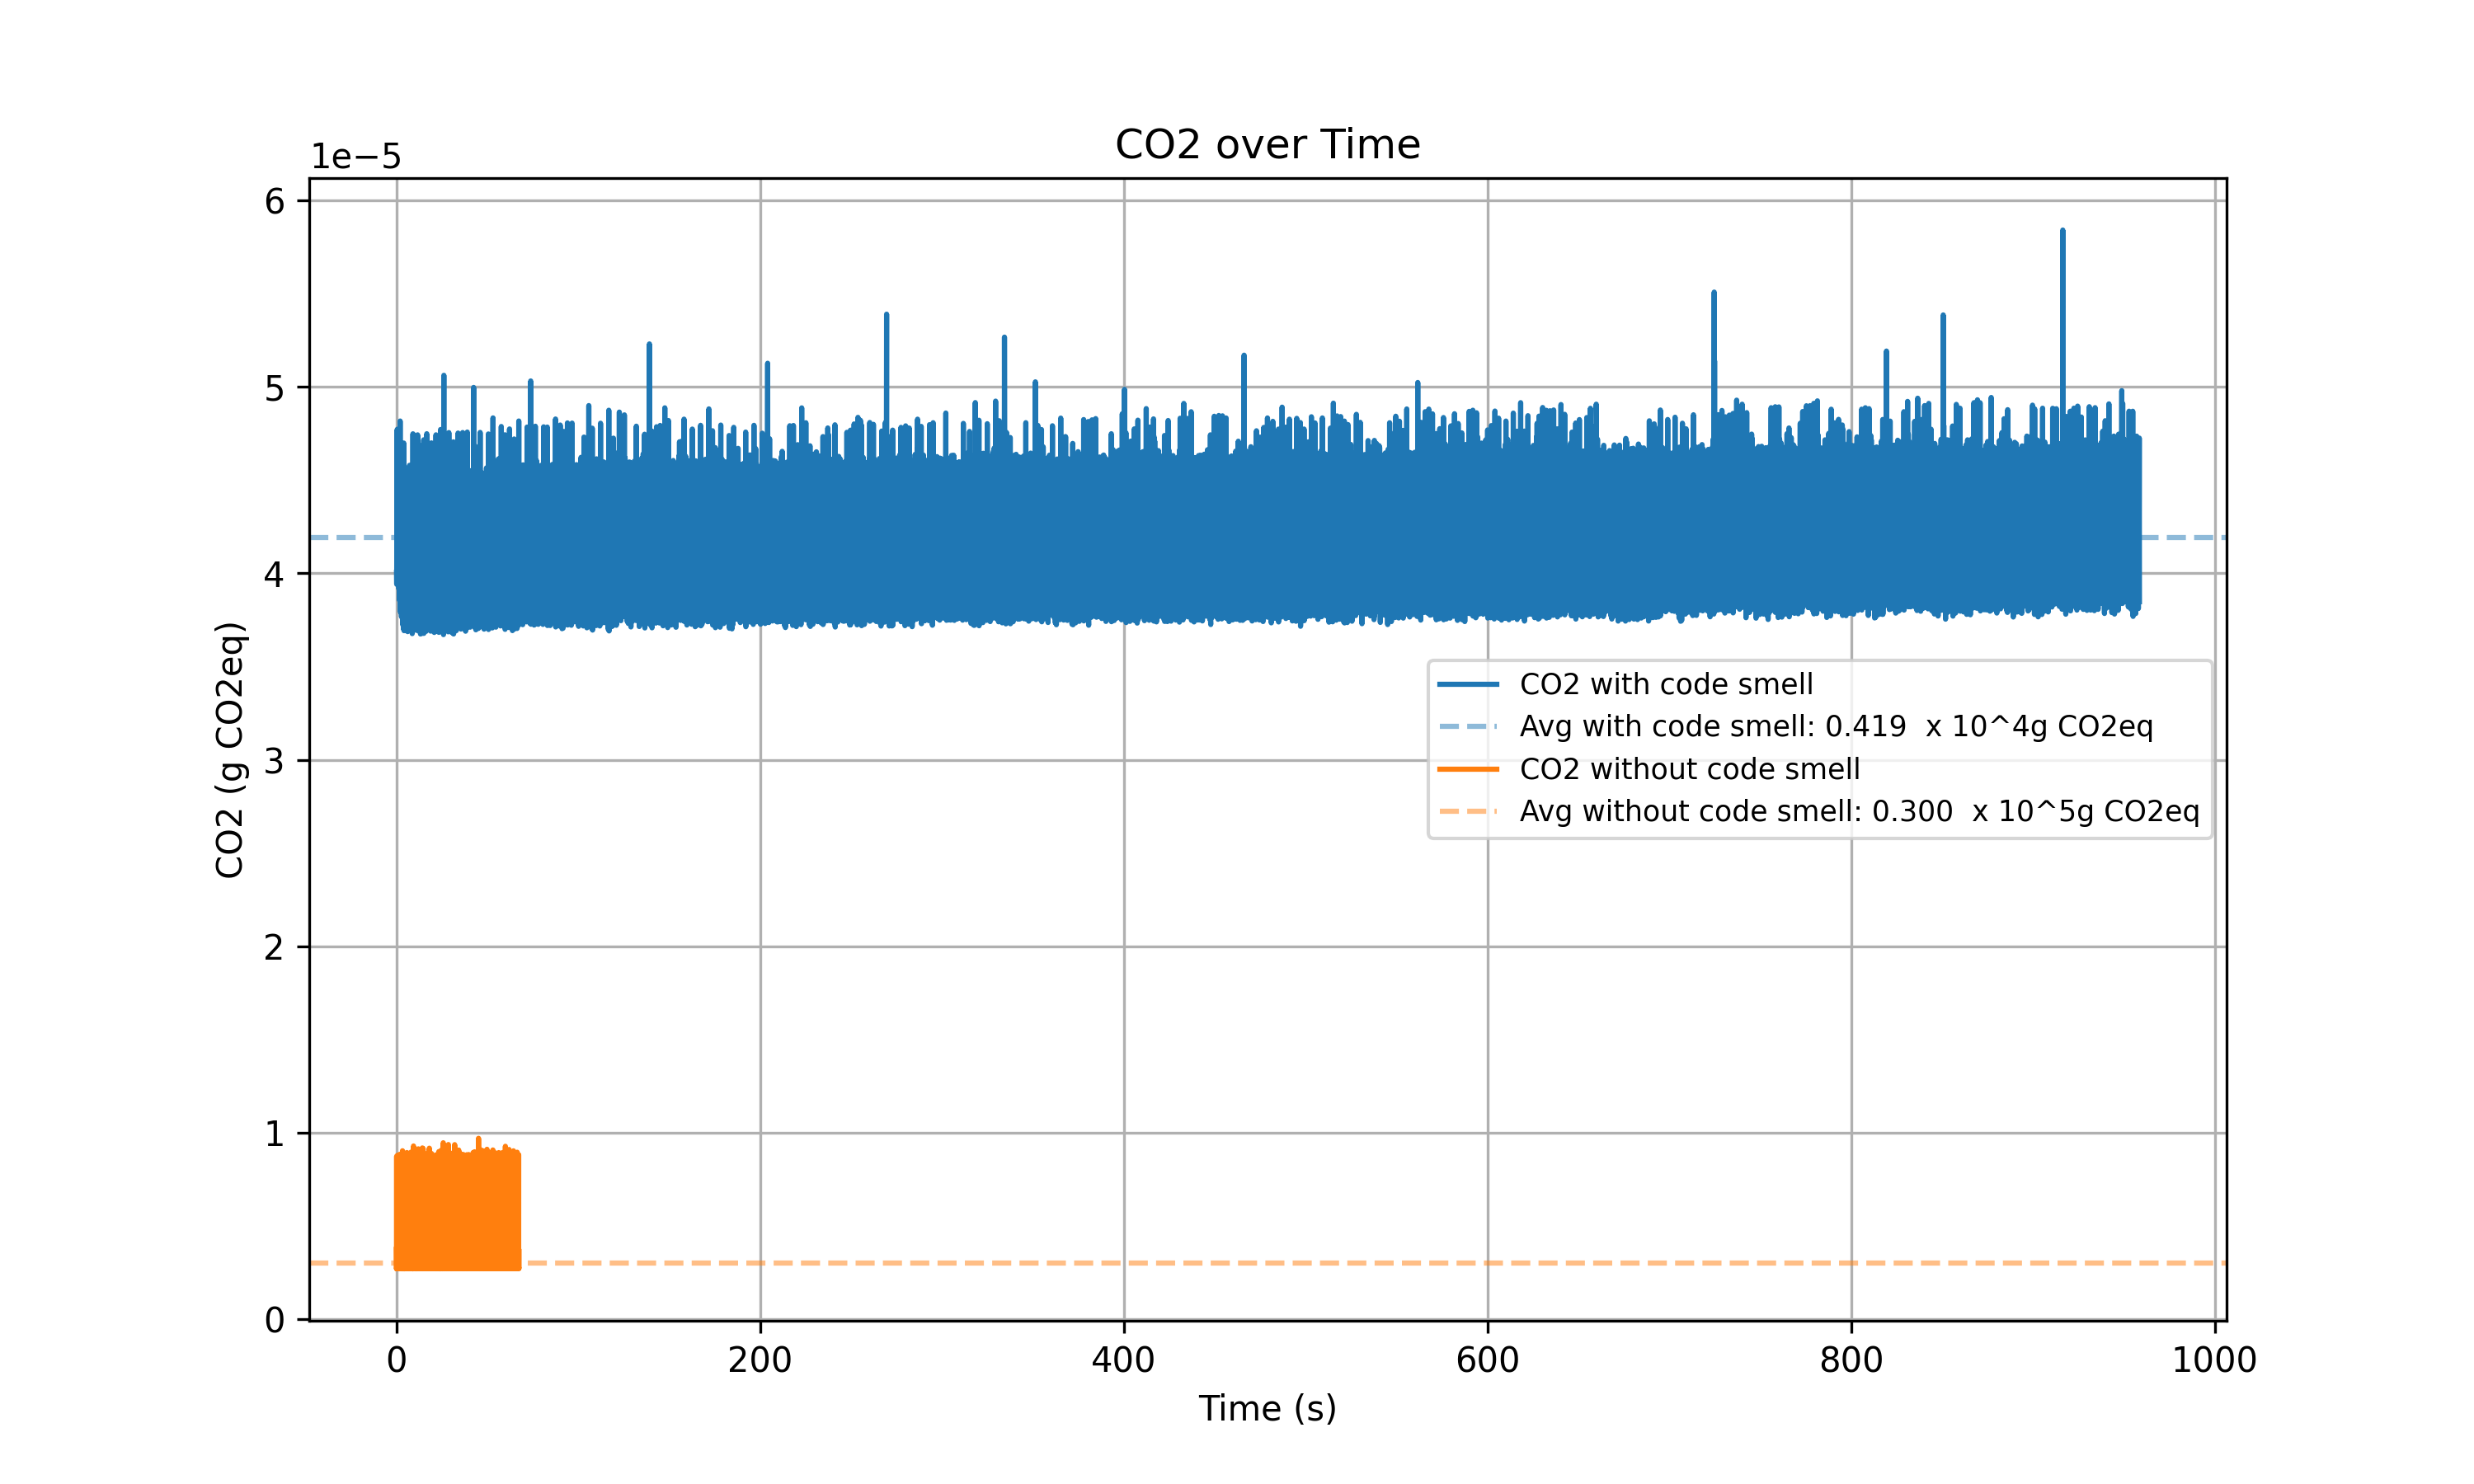 CO2 over Time
1e−5
6
5
4
3
2
1
0
CO2 (g CO2eq)
CO2 with code smell
Avg with code smell: 0.419  x 10^4g CO2eq
CO2 without code smell
Avg without code smell: 0.300  x 10^5g CO2eq
0 200 400 600 800 1000
Time (s)